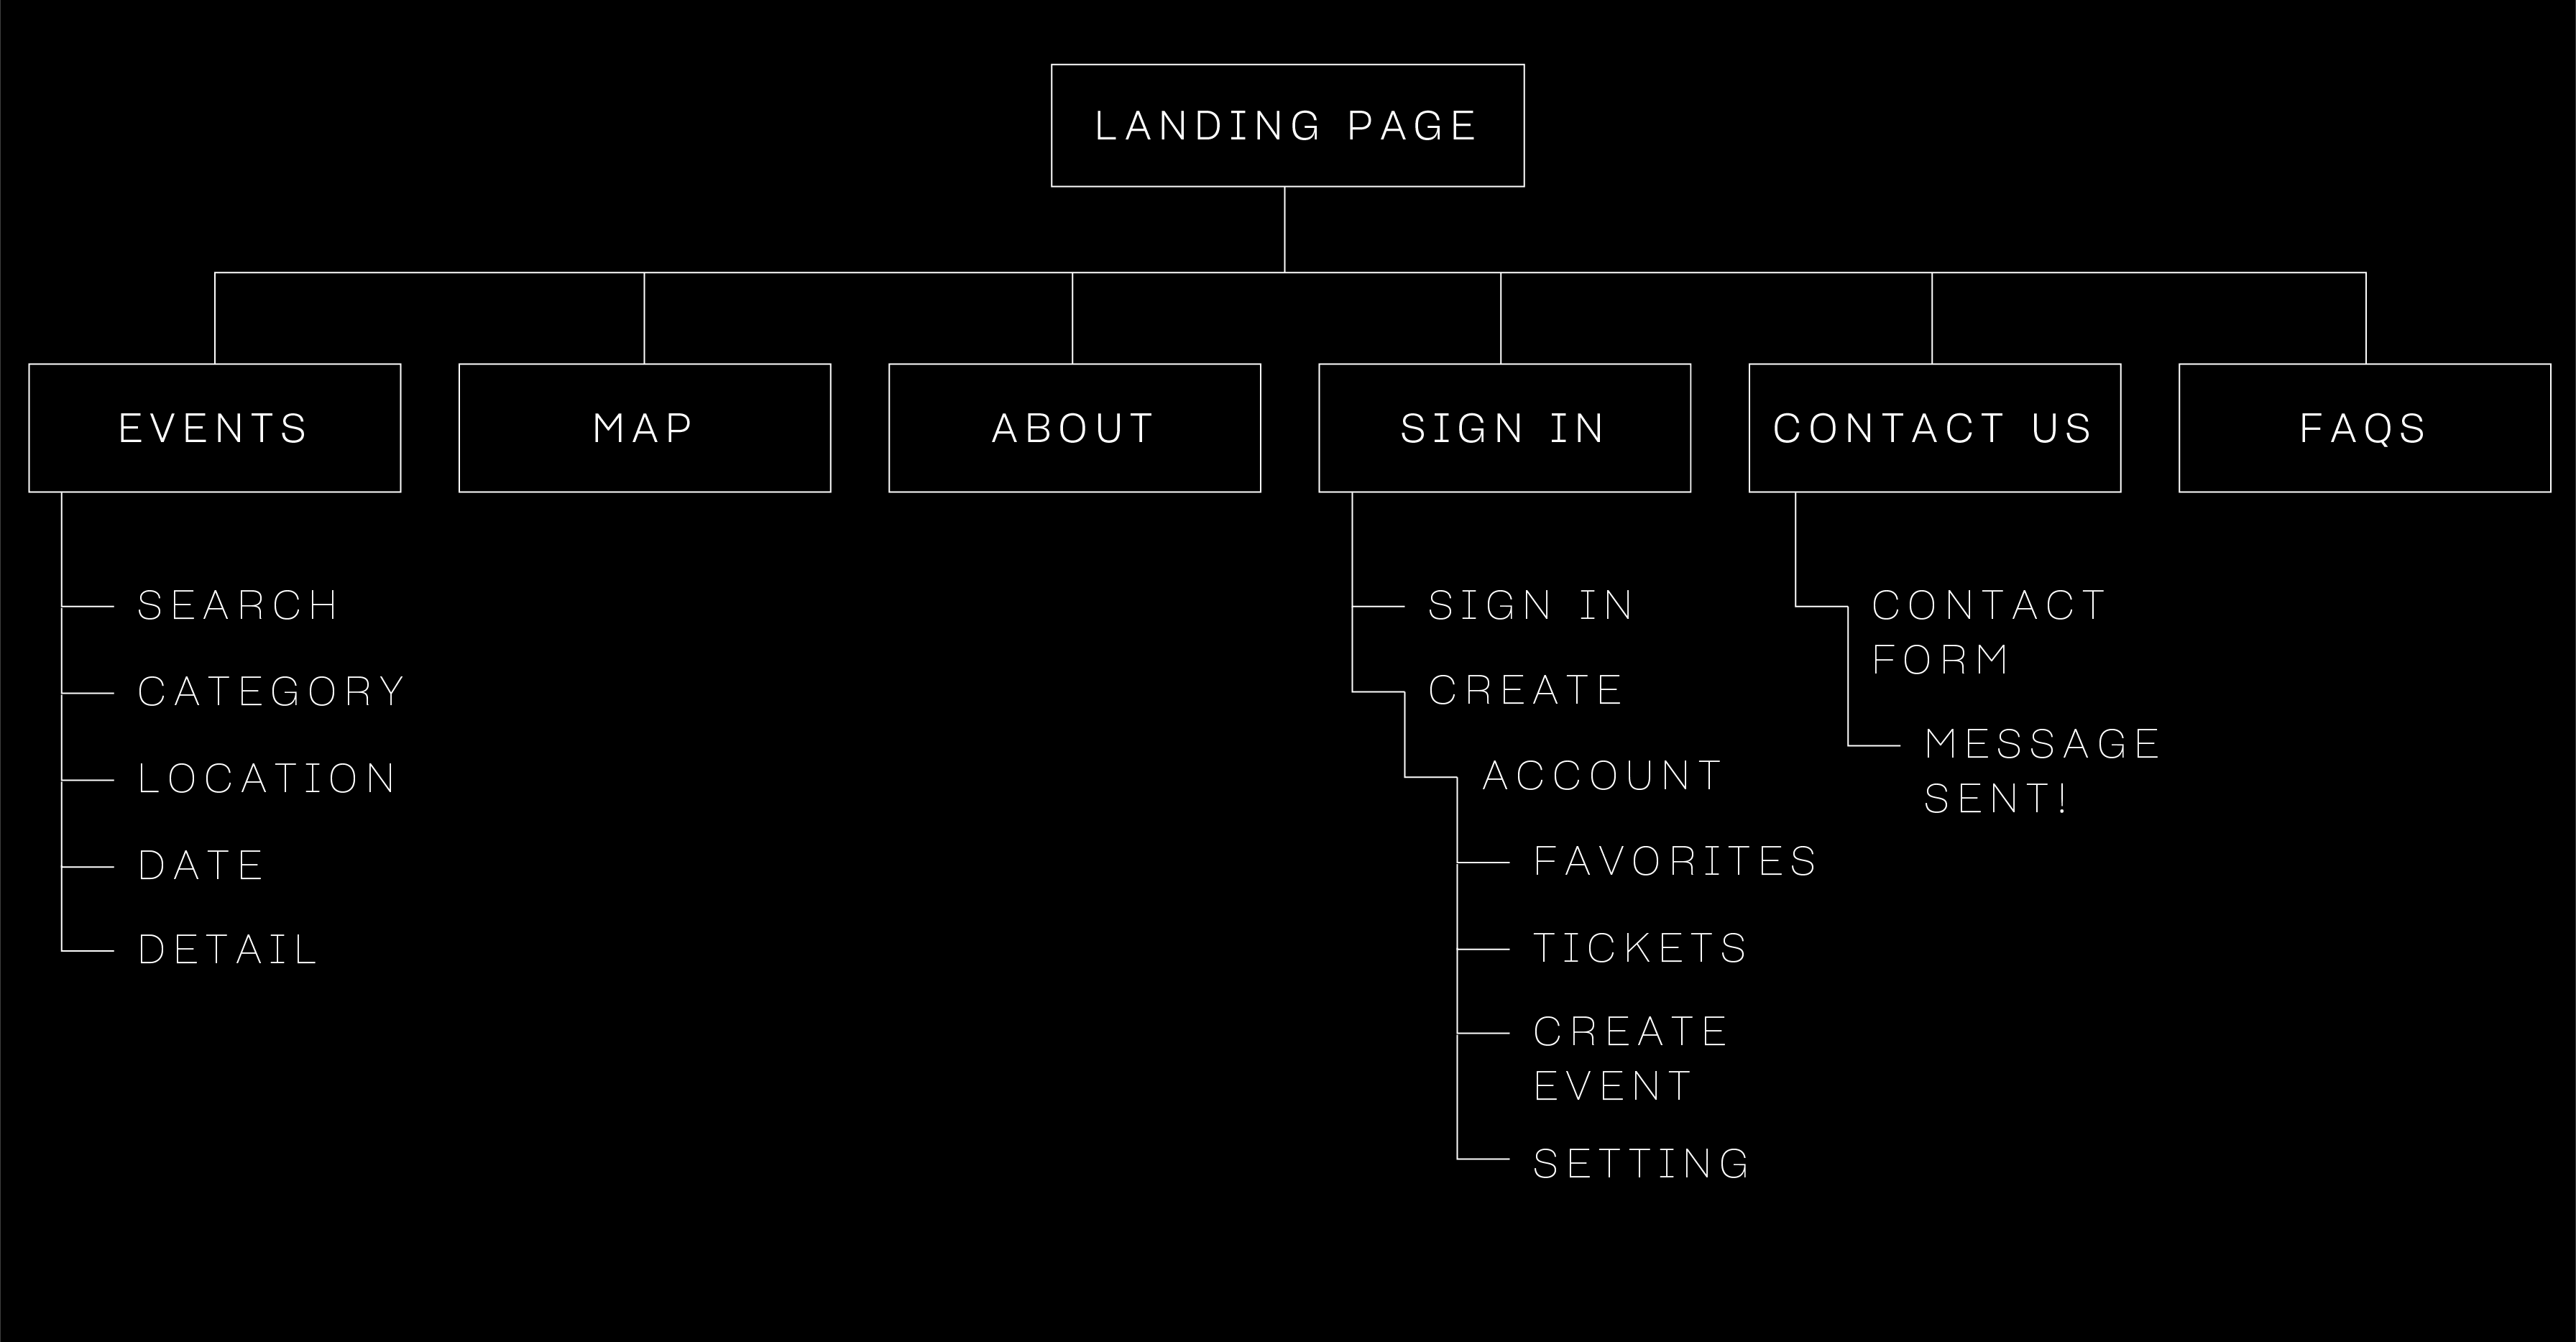 LANDING PAGE
EVENTS
MAP
ABOUT
SIGN IN
CONTACT US
FAQS
SEARCH
CATEGORY
LOCATION
DATE
DETAIL
SIGN IN
CREATE
ACCOUNT
FAVORITES
TICKETS
CREATE
EVENT
SETTING
CONTACT
FORM
MESSAGE
SENT!